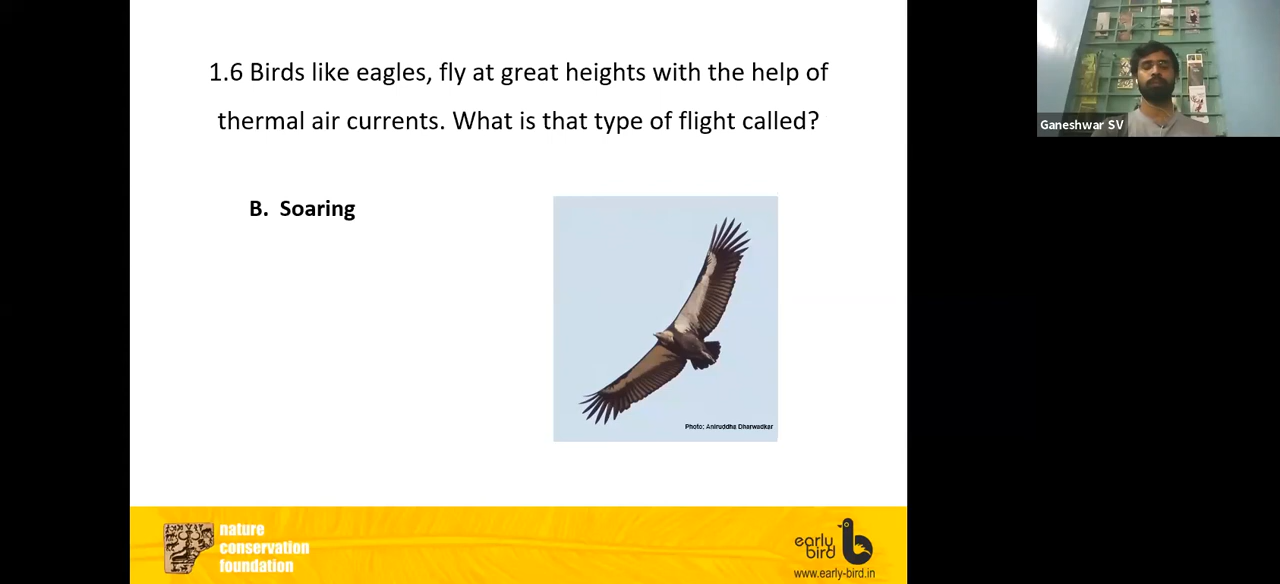 1.6 Birds like eagles, fly at great heights with the help of
thermal air currents. What is that type of flight called?
B. Soaring
Photo: Aniruddha Dharwadkar
nature
conservation
foundation
early
bird
www.early-bird.in
Ganeshwar SV